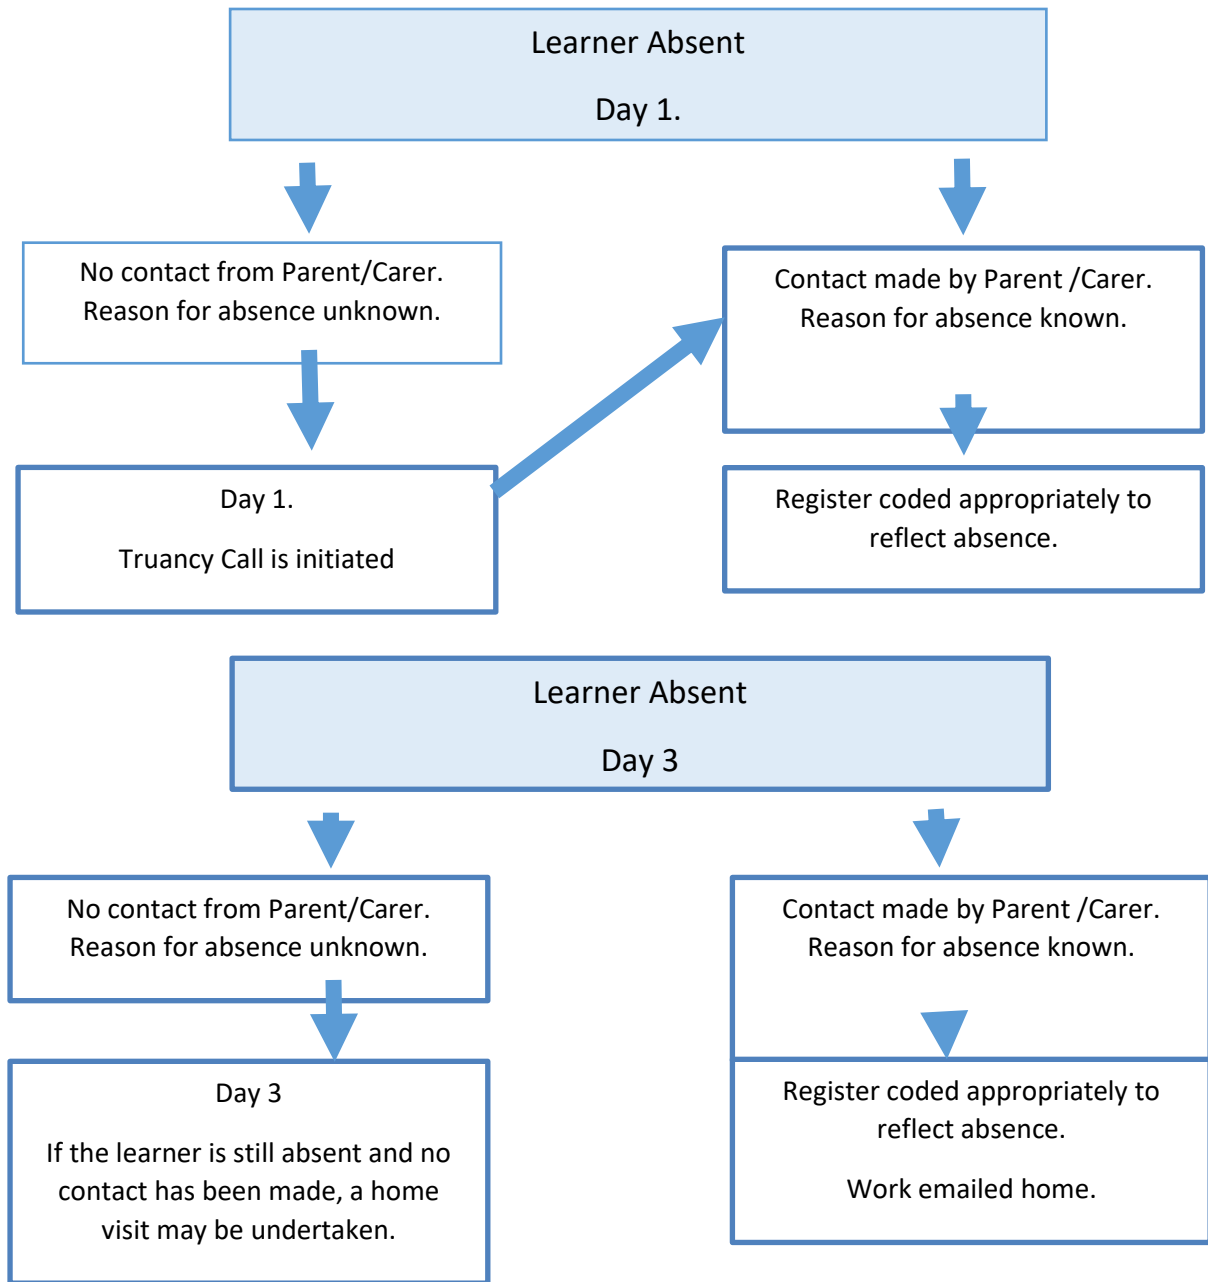 Learner Absent
Day 1.
No contact from Parent/Carer.
Reason for absence unknown.
Contact made by Parent /Carer.
Reason for absence known.
Day 1.
Truancy Call is initiated
Register coded appropriately to
reflect absence.
Learner Absent
Day 3
No contact from Parent/Carer.
Reason for absence unknown.
Contact made by Parent /Carer.
Reason for absence known.
Day 3
If the learner is still absent and no
contact has been made, a home
visit may be undertaken.
Register coded appropriately to
reflect absence.
Work emailed home.